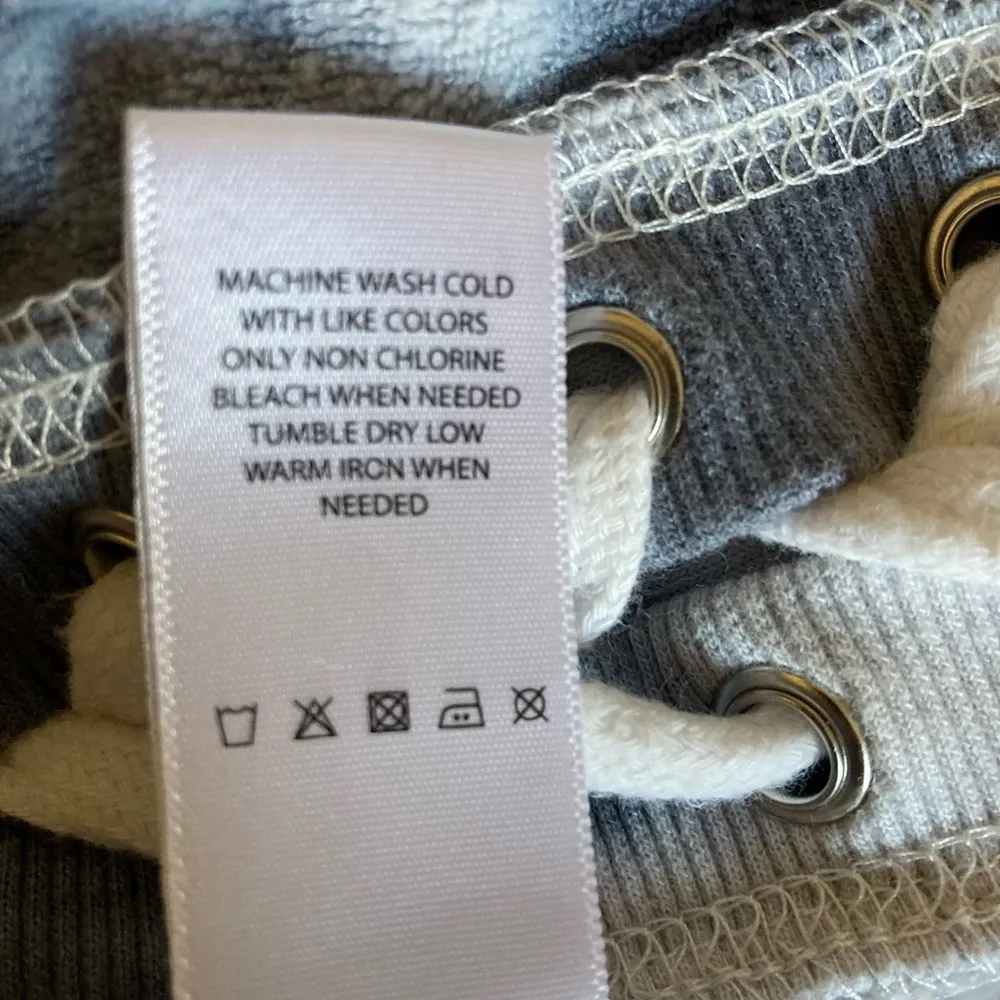 MACHINE WASH COLD
WITH LIKE COLORS
ONLY NON CHLORINE
BLEACH WHEN NEEDED
TUMBLE DRY LOW
WARM IRON WHEN
NEEDED